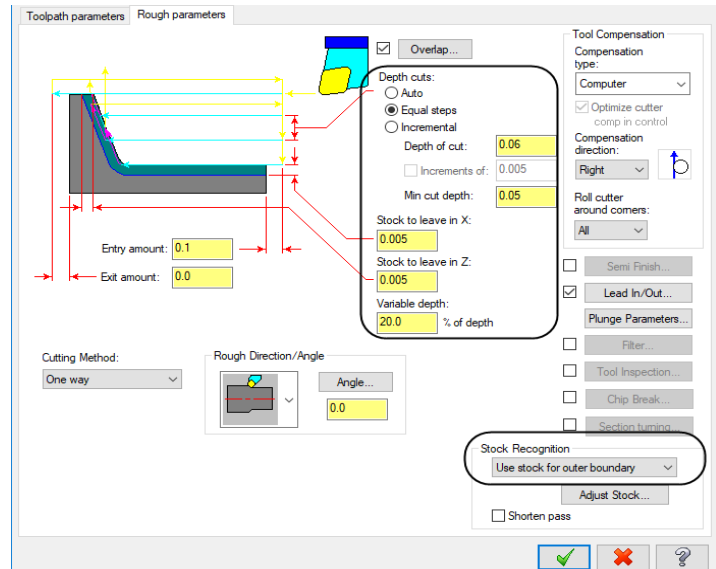 Toolpath parameters
Rough parameters
Overlap...
Depth cuts:
Auto
Equal steps
Incremental
Depth of cut:
0.06
Increments of:
0.005
Min cut depth:
0.05
Stock to leave in X:
0.005
Stock to leave in Z:
0.005
Variable depth:
20.0
% of depth
Entry amount:
0.1
Exit amount:
0.0
Cutting Method:
One way
Rough Direction/Angle
Angle...
0.0
Tool Compensation
Compensation
type:
Computer
Optimize cutter
comp in control
Compensation
direction:
Right
Roll cutter
around corners:
All
Semi Finish...
Lead In/Out...
Plunge Parameters...
Filter...
Tool Inspection...
Chip Break...
Section turning...
Stock Recognition
Use stock for outer boundary
Adjust Stock...
Shorten pass